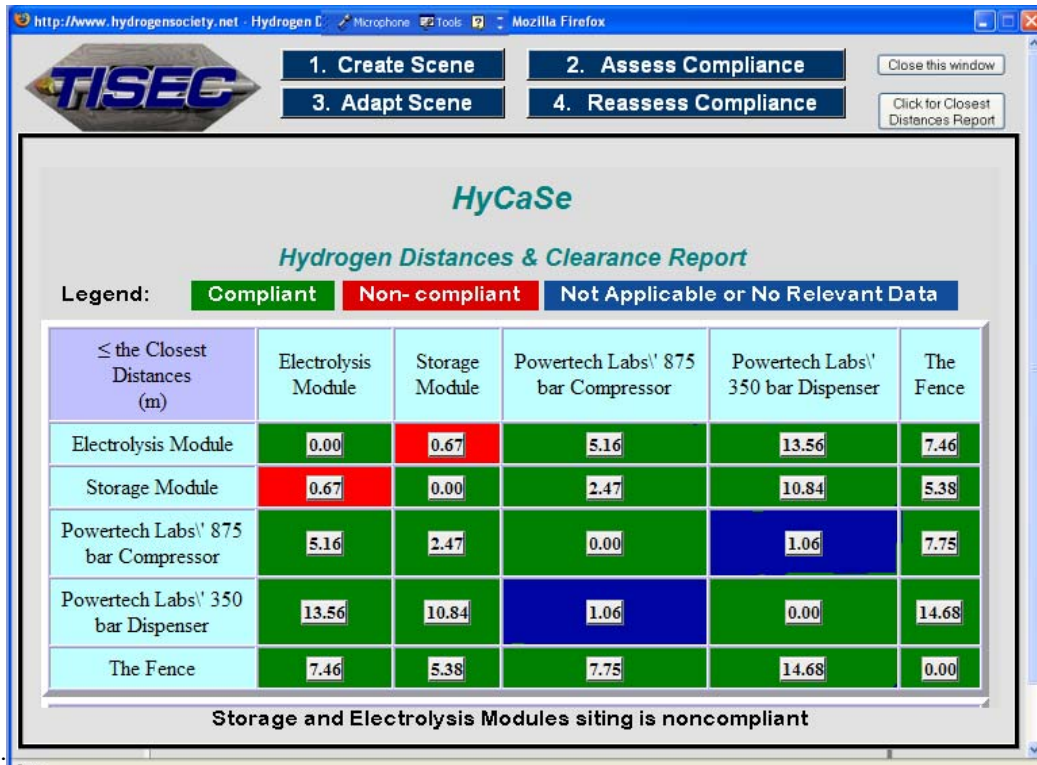 http://www.hydrogensociety.net - Hydrogen D Microphone Tools Mozilla Firefox
TISEC
1. Create Scene 2. Assess Compliance Close this window
3. Adapt Scene 4. Reassess Compliance Click for Closest
Distances Report
HyCaSe
Hydrogen Distances & Clearance Report
Legend: Compliant Non- compliant Not Applicable or No Relevant Data
≤ the Closest
Distances
(m)
Electrolysis
Module
Storage
Module
Powertech Labs\' 875
bar Compressor
Powertech Labs\'
350 bar Dispenser
The
Fence
Electrolysis Module 0.00 0.67 5.16 13.56 7.46
Storage Module 0.67 0.00 2.47 10.84 5.38
Powertech Labs\' 875
bar Compressor
5.16 2.47 0.00 1.06 7.75
Powertech Labs\' 350
bar Dispenser
13.56 10.84 1.06 0.00 14.68
The Fence 7.46 5.38 7.75 14.68 0.00
Storage and Electrolysis Modules siting is noncompliant